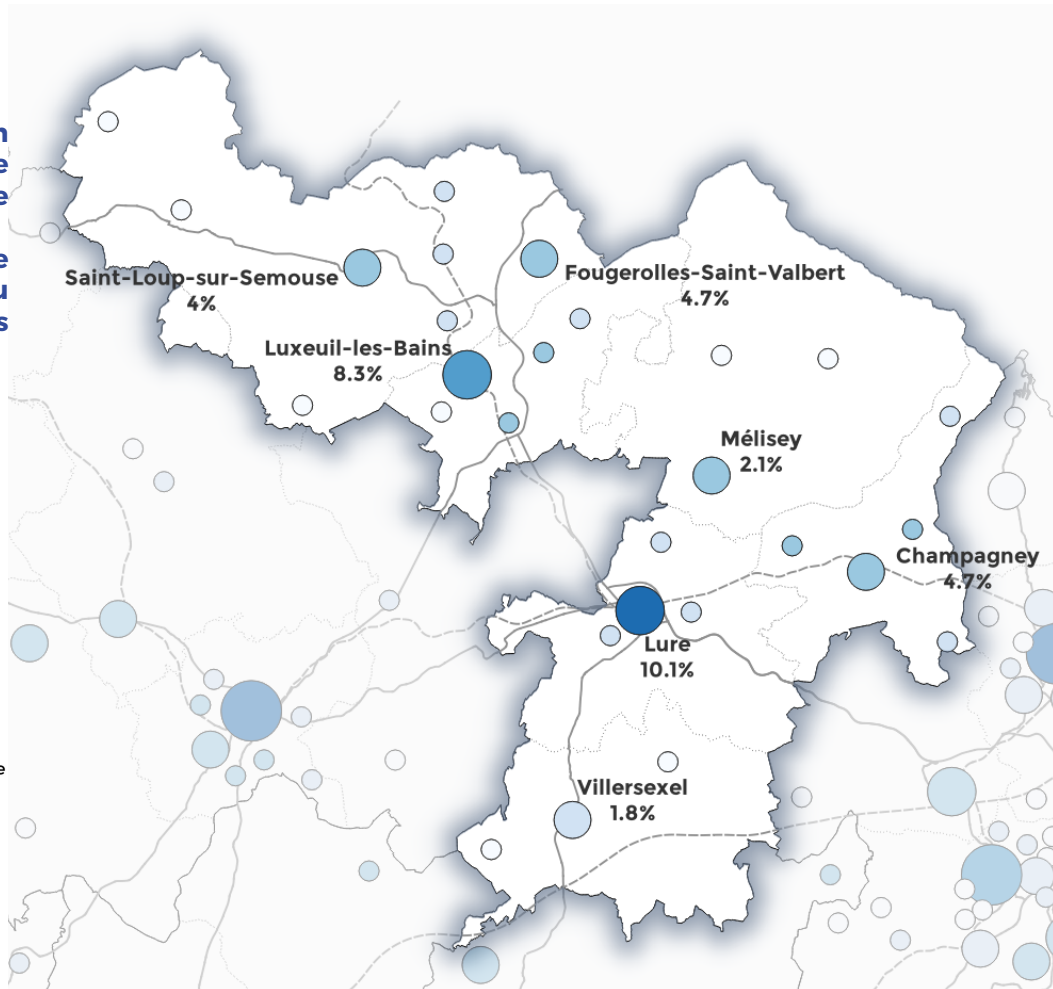 n
e
e
e
u
s
Saint-Loup-sur-Semouse
4%
Fougerolles-Saint-Valbert
4.7%
Luxeuil-les-Bains
8.3%
Mélisey
2.1%
Champagney
4.7%
Lure
10.1%
e
Villersexel
1.8%